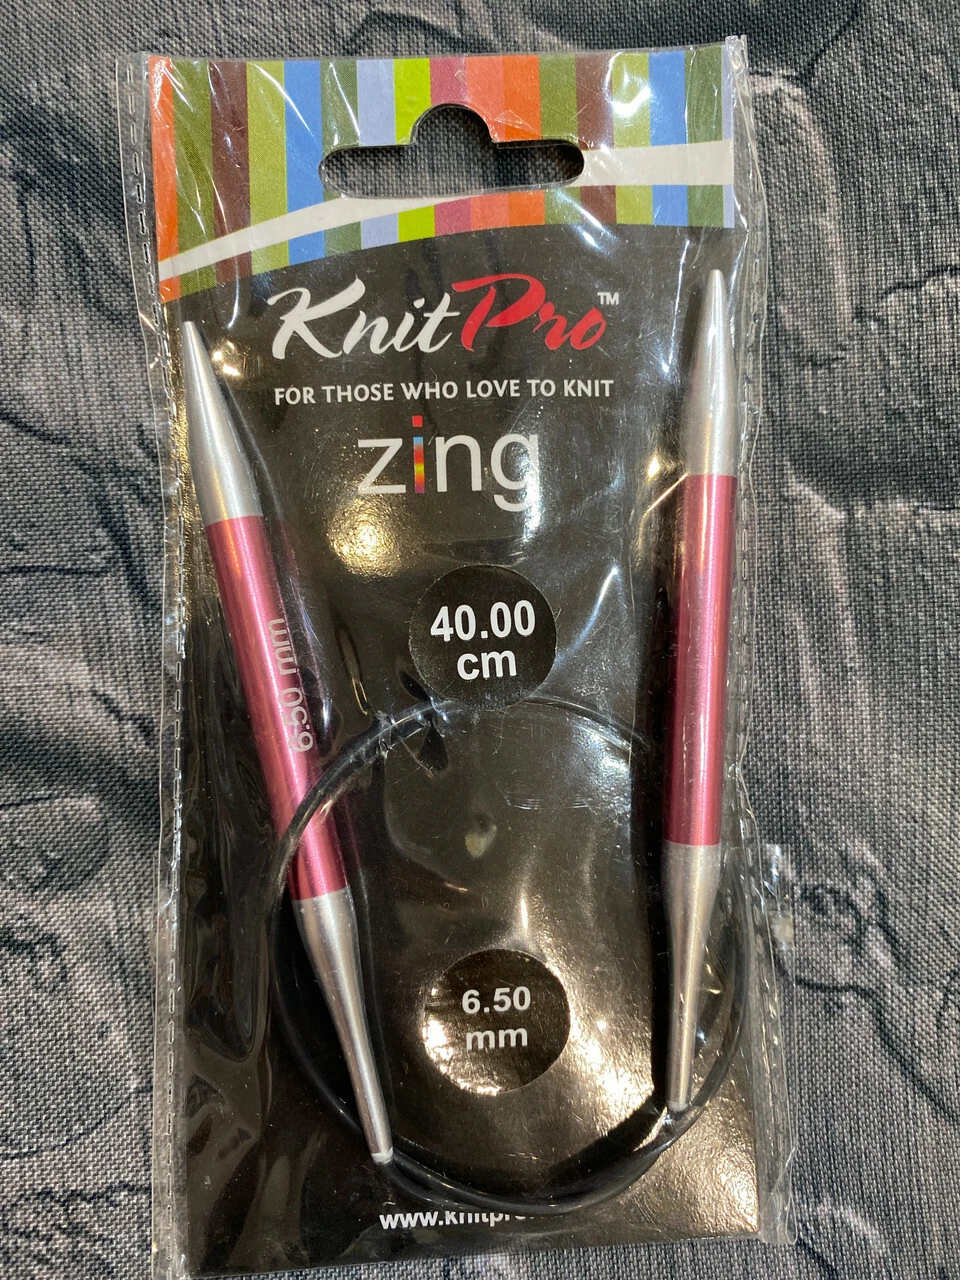 KnitPro™
FOR THOSE WHO LOVE TO KNIT
zing
40.00
cm
6.50 mm
6.50
mm
www.knitpro.